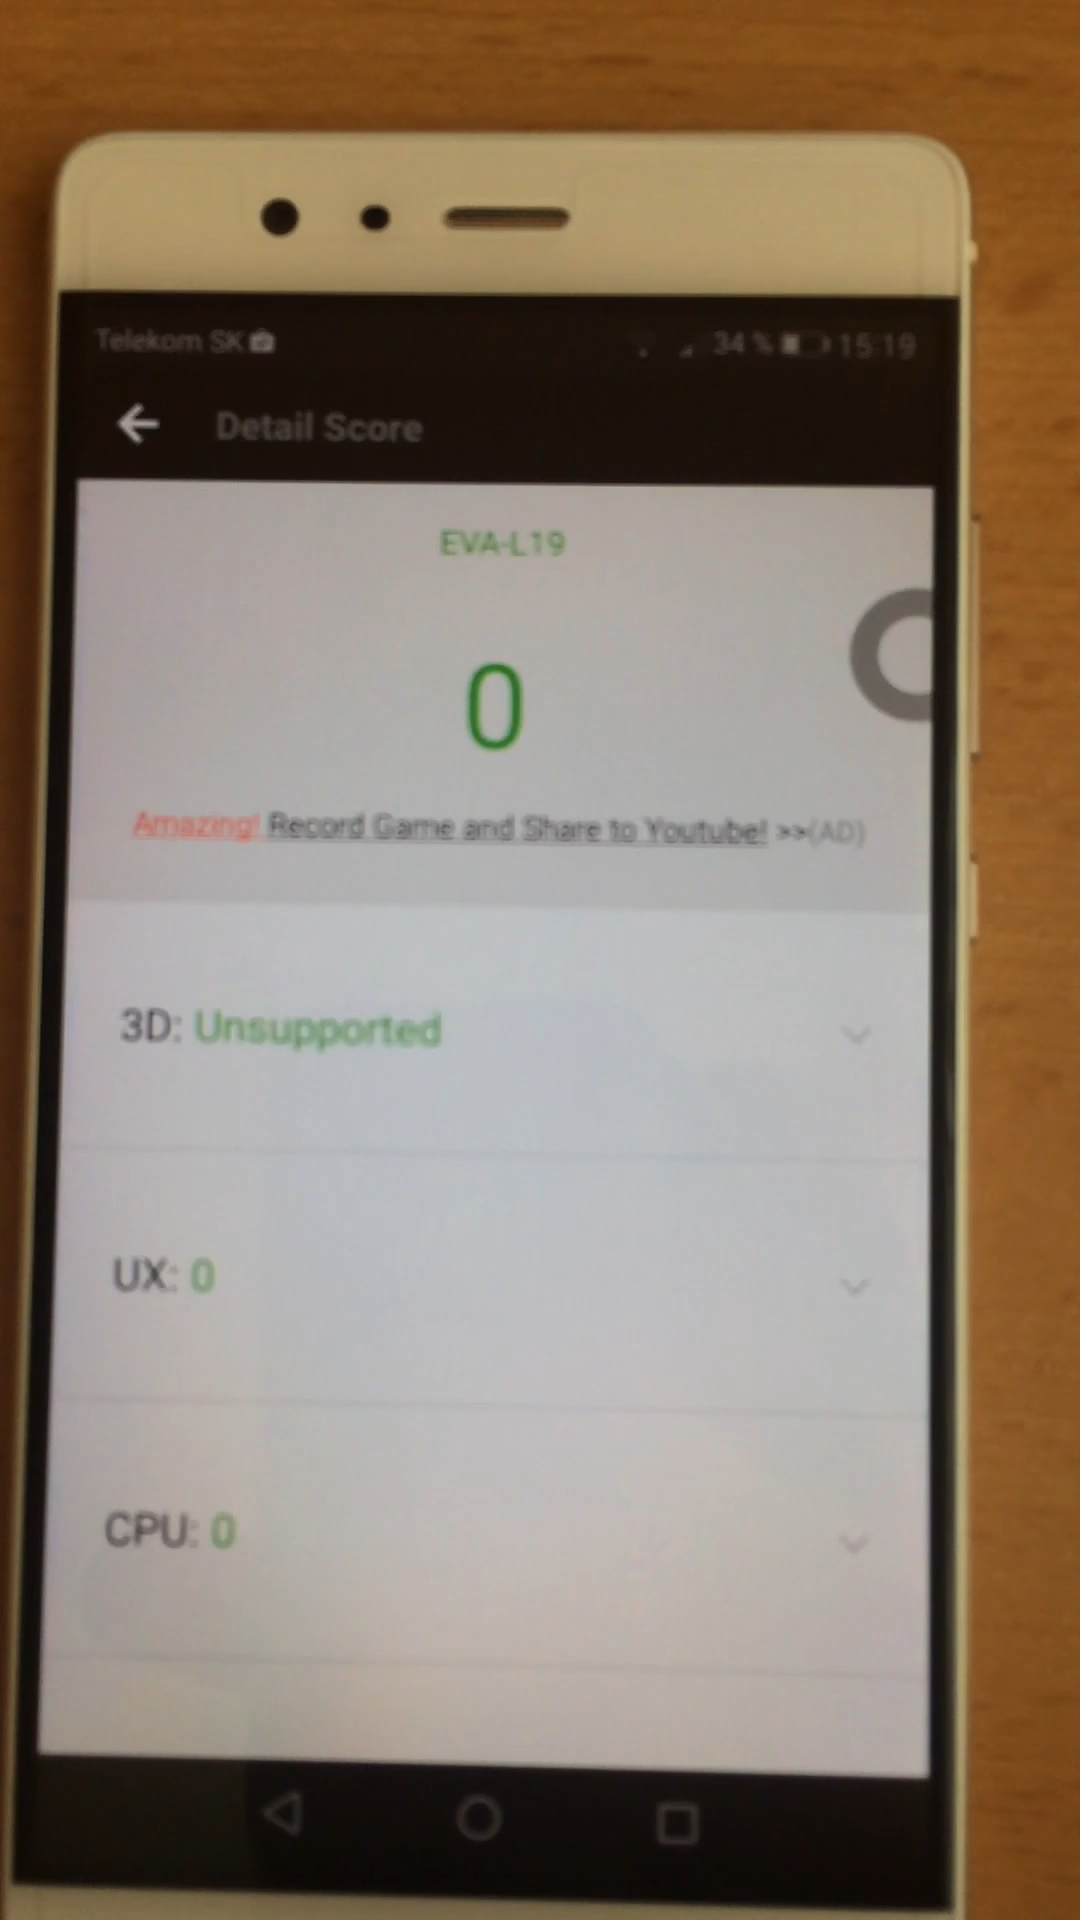 Telekom SK 34 % 15:19
Detail Score
EVA-L19
0
Amazing! Record Game and Share to Youtube! >>(AD)
3D: Unsupported
UX: 0
CPU: 0